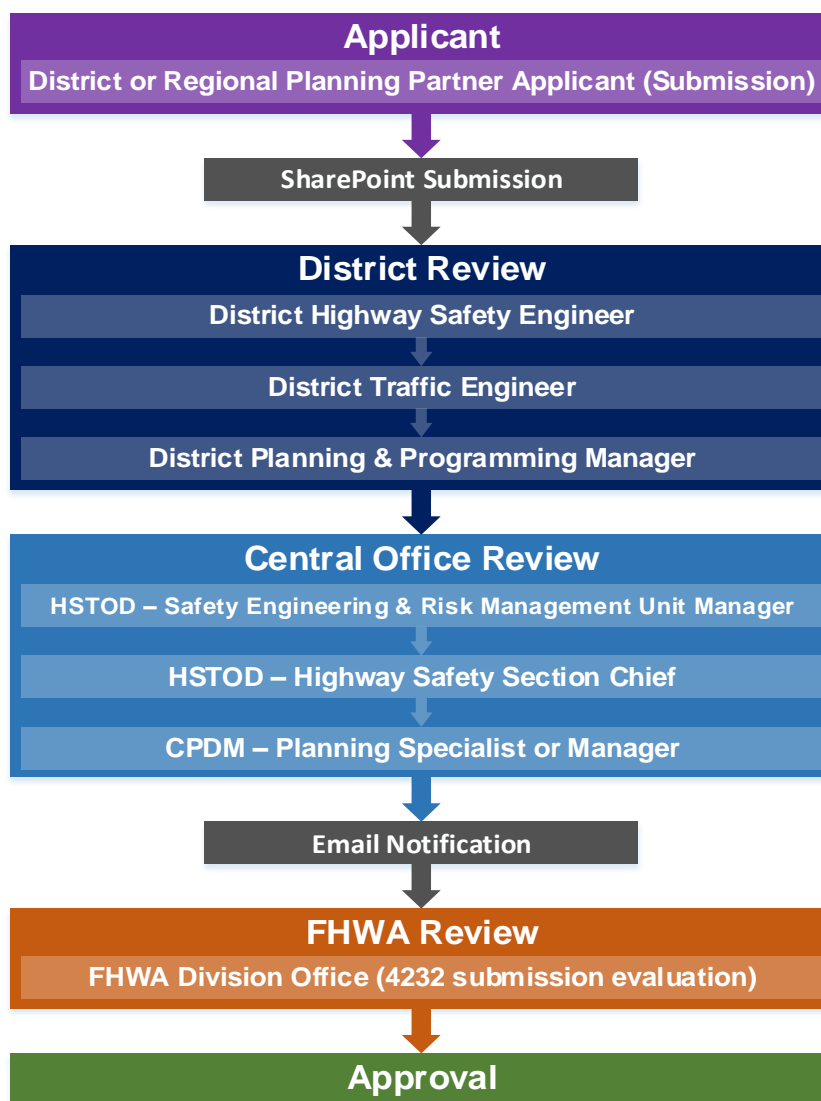 Applicant
District or Regional Planning Partner Applicant (Submission)
SharePoint Submission
District Review
District Highway Safety Engineer
District Traffic Engineer
District Planning & Programming Manager
Central Office Review
HSTOD – Safety Engineering & Risk Management Unit Manager
HSTOD – Highway Safety Section Chief
CPDM – Planning Specialist or Manager
Email Notification
FHWA Review
FHWA Division Office (4232 submission evaluation)
Approval